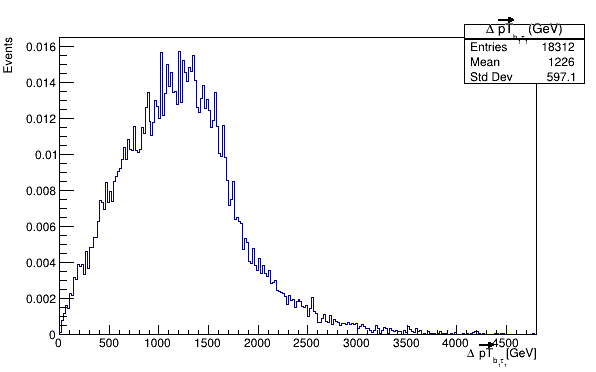 Δ pT b₁τ₁ (GeV)
Entries 18312
Mean 1226
Std Dev 597.1
Events
0.016
0.014
0.012
0.01
0.008
0.006
0.004
0.002
0
0 500 1000 1500 2000 2500 3000 3500 4000 4500
Δ pT b₁τ₁ [GeV]